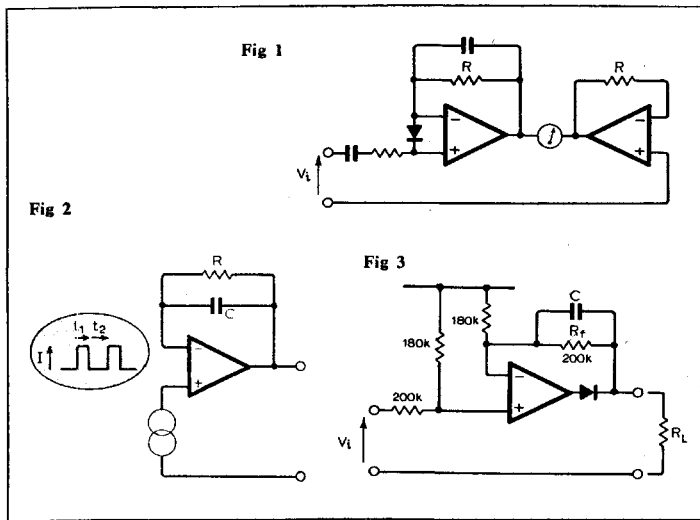 Fig 1
R
R
−
+
−
+
Vi
Fig 2
R
C
t1 t2
I
−
+
Fig 3
C
180k
Rf
180k
200k
200k
−
+
Vi
RL